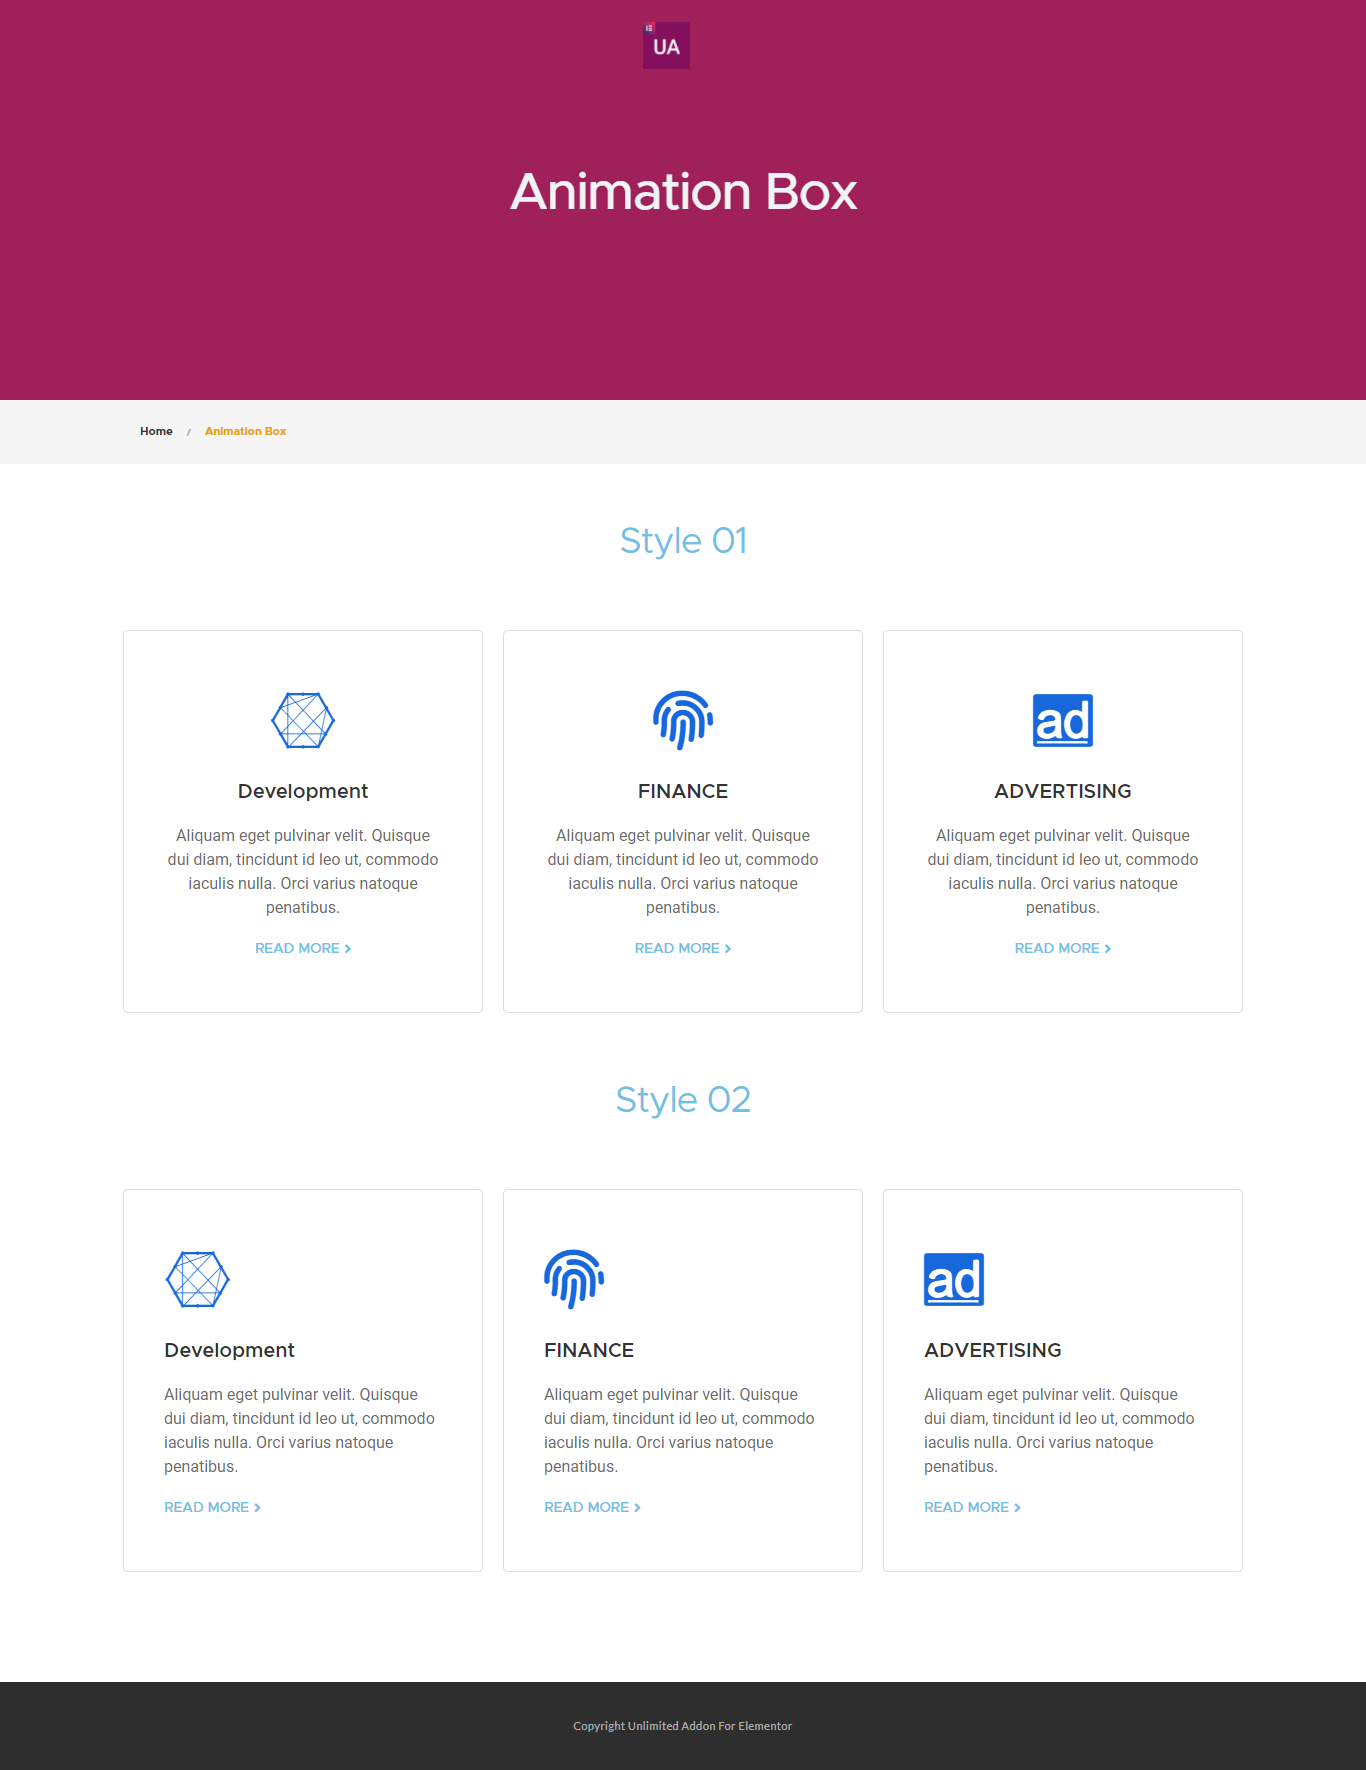 UA
Animation Box
Home / Animation Box
Style 01
Development
Aliquam eget pulvinar velit. Quisque
dui diam, tincidunt id leo ut, commodo
iaculis nulla. Orci varius natoque
penatibus.
READ MORE
ad
FINANCE
Aliquam eget pulvinar velit. Quisque
dui diam, tincidunt id leo ut, commodo
iaculis nulla. Orci varius natoque
penatibus.
READ MORE
ADVERTISING
Aliquam eget pulvinar velit. Quisque
dui diam, tincidunt id leo ut, commodo
iaculis nulla. Orci varius natoque
penatibus.
READ MORE
Style 02
Development
Aliquam eget pulvinar velit. Quisque
dui diam, tincidunt id leo ut, commodo
iaculis nulla. Orci varius natoque
penatibus.
READ MORE
FINANCE
Aliquam eget pulvinar velit. Quisque
dui diam, tincidunt id leo ut, commodo
iaculis nulla. Orci varius natoque
penatibus.
READ MORE
ad
ADVERTISING
Aliquam eget pulvinar velit. Quisque
dui diam, tincidunt id leo ut, commodo
iaculis nulla. Orci varius natoque
penatibus.
READ MORE
Copyright Unlimited Addon For Elementor